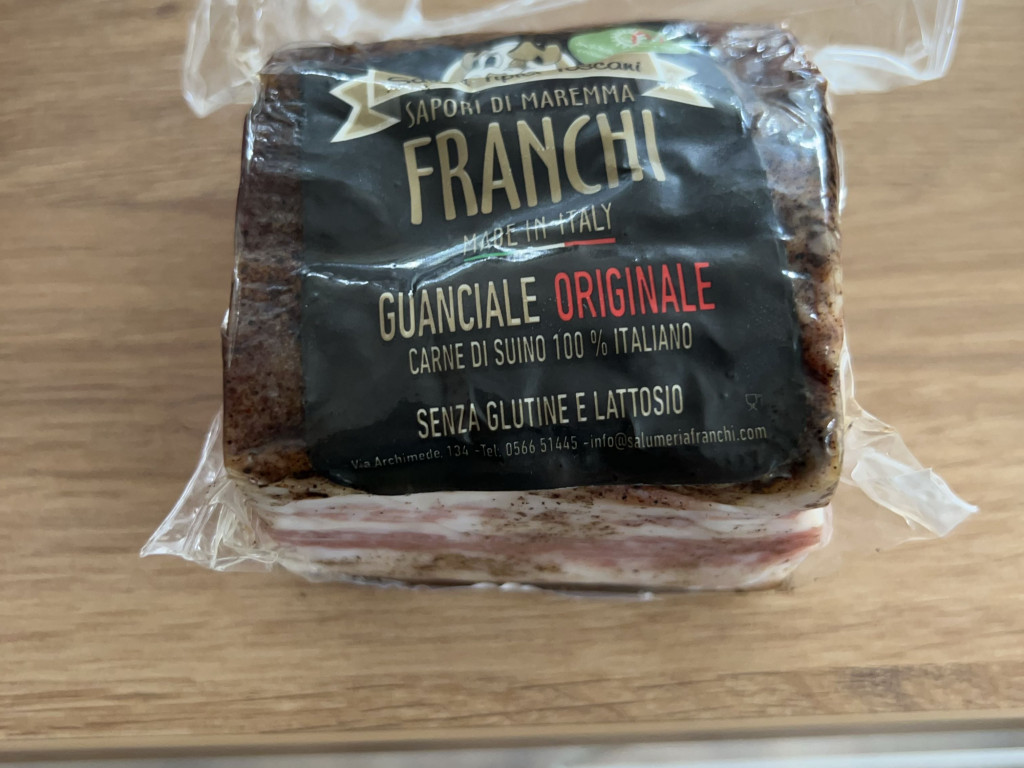 Toscani
SAPORI DI MAREMMA
FRANCHI
MADE IN ITALY
GUANCIALE ORIGINALE
CARNE DI SUINO 100 % ITALIANO
SENZA GLUTINE E LATTOSIO
Via Archimede, 134 -Tel. 0566 51445 -info@salumeriafranchi.com